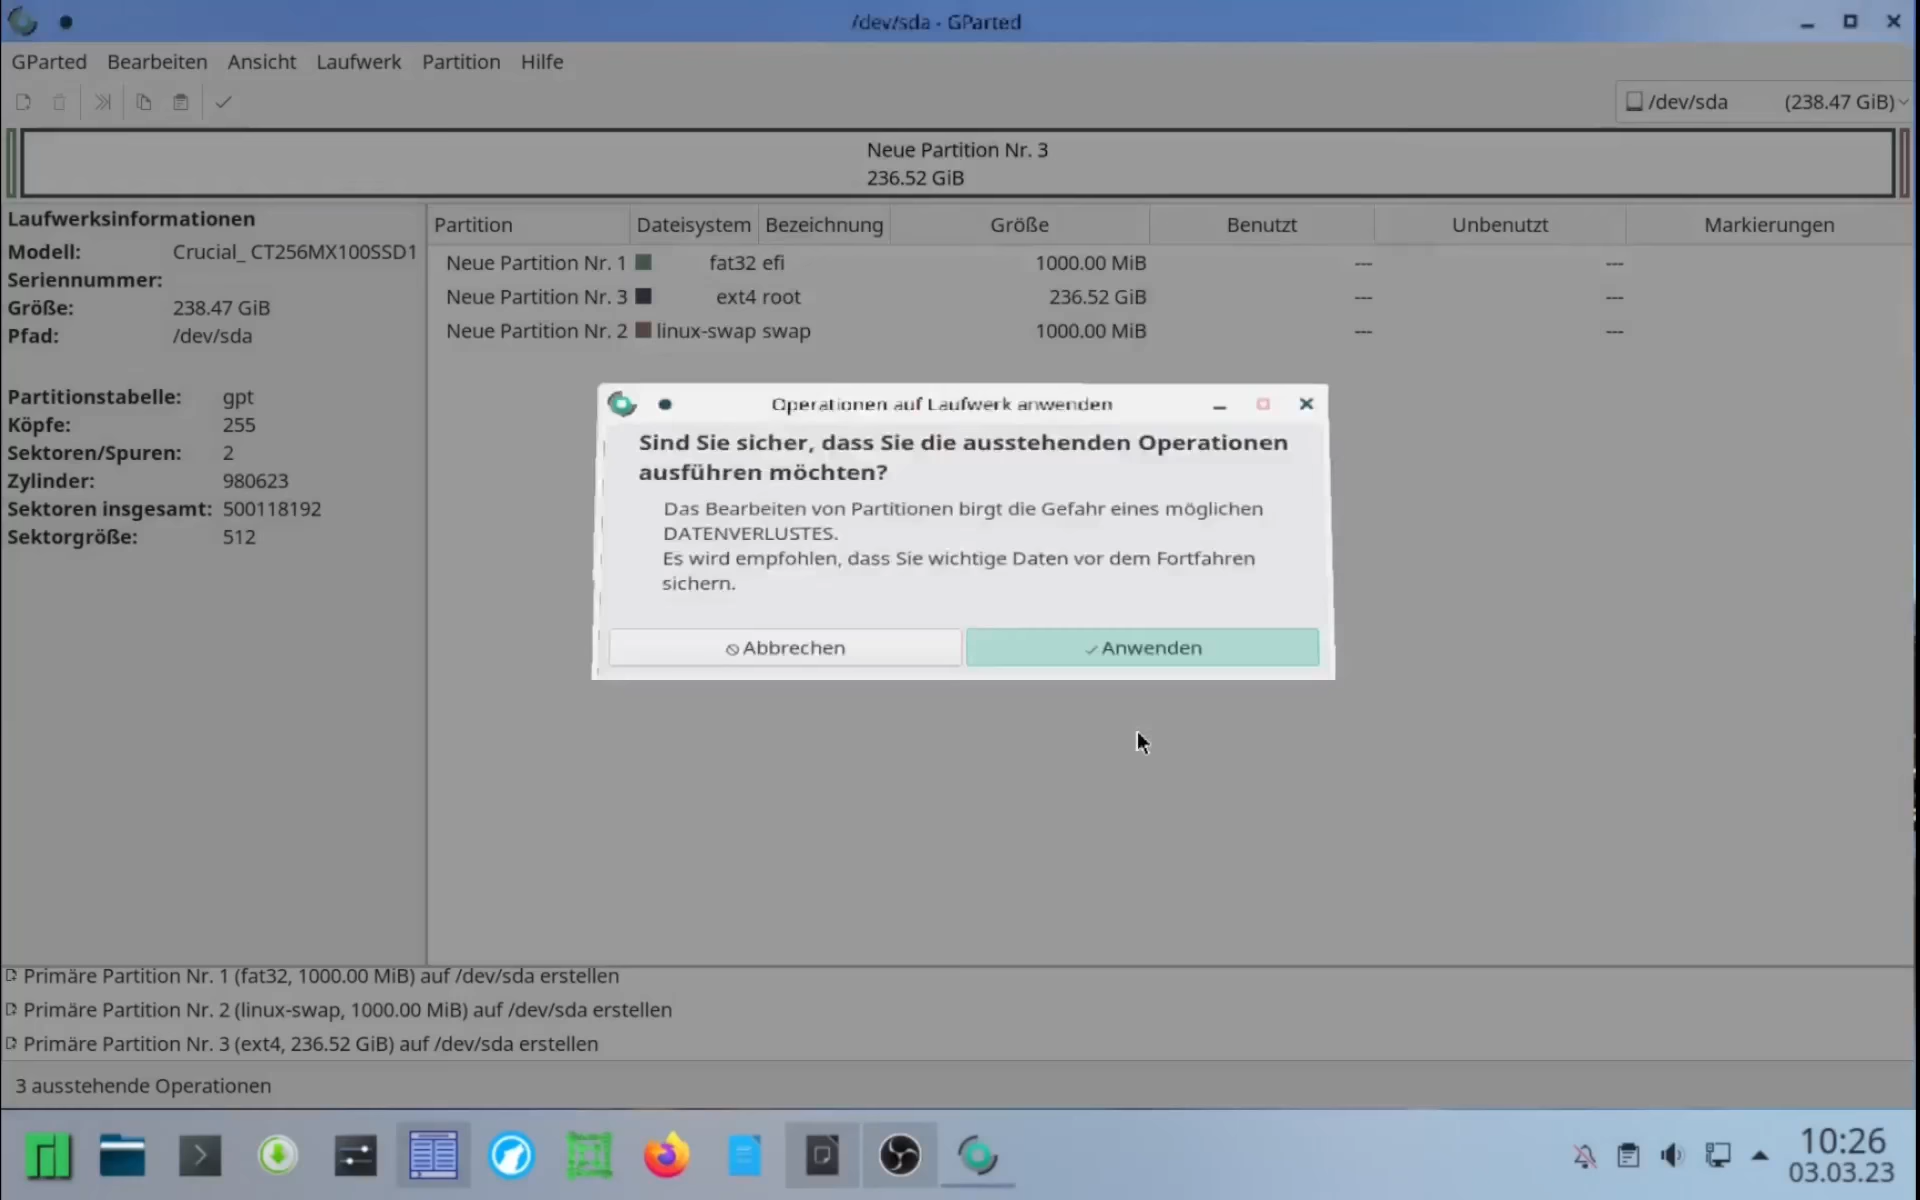 /dev/sda - GParted
GParted Bearbeiten Ansicht Laufwerk Partition Hilfe
/dev/sda (238.47 GiB)
Neue Partition Nr. 3
236.52 GiB
Laufwerksinformationen
Modell: Crucial_ CT256MX100SSD1
Seriennummer:
Größe: 238.47 GiB
Pfad: /dev/sda
Partitionstabelle: gpt
Köpfe: 255
Sektoren/Spuren: 2
Zylinder: 980623
Sektoren insgesamt: 500118192
Sektorgröße: 512
Partition Dateisystem Bezeichnung Größe Benutzt Unbenutzt Markierungen
Neue Partition Nr. 1 fat32 efi 1000.00 MiB --- ---
Neue Partition Nr. 3 ext4 root 236.52 GiB --- ---
Neue Partition Nr. 2 linux-swap swap 1000.00 MiB --- ---
Operationen auf Laufwerk anwenden
Sind Sie sicher, dass Sie die ausstehenden Operationen
ausführen möchten?
Das Bearbeiten von Partitionen birgt die Gefahr eines möglichen
DATENVERLUSTES.
Es wird empfohlen, dass Sie wichtige Daten vor dem Fortfahren
sichern.
Abbrechen Anwenden
Primäre Partition Nr. 1 (fat32, 1000.00 MiB) auf /dev/sda erstellen
Primäre Partition Nr. 2 (linux-swap, 1000.00 MiB) auf /dev/sda erstellen
Primäre Partition Nr. 3 (ext4, 236.52 GiB) auf /dev/sda erstellen
3 ausstehende Operationen
10:26
03.03.23